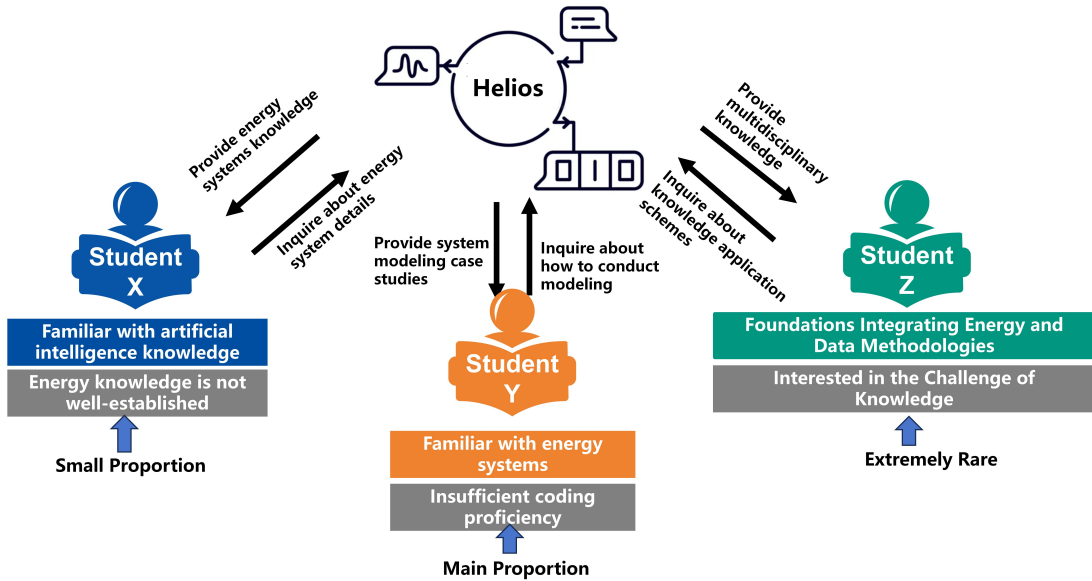 Helios
Provide energy
systems knowledge
Inquire about energy
system details
Provide system
modeling case
studies
Inquire about
how to conduct
modeling
Provide
multidisciplinary
knowledge
Inquire about
knowledge application
schemes
Student
X
Familiar with artificial
intelligence knowledge
Energy knowledge is not
well-established
Small Proportion
Student
Y
Familiar with energy
systems
Insufficient coding
proficiency
Main Proportion
Student
Z
Foundations Integrating Energy and
Data Methodologies
Interested in the Challenge of
Knowledge
Extremely Rare